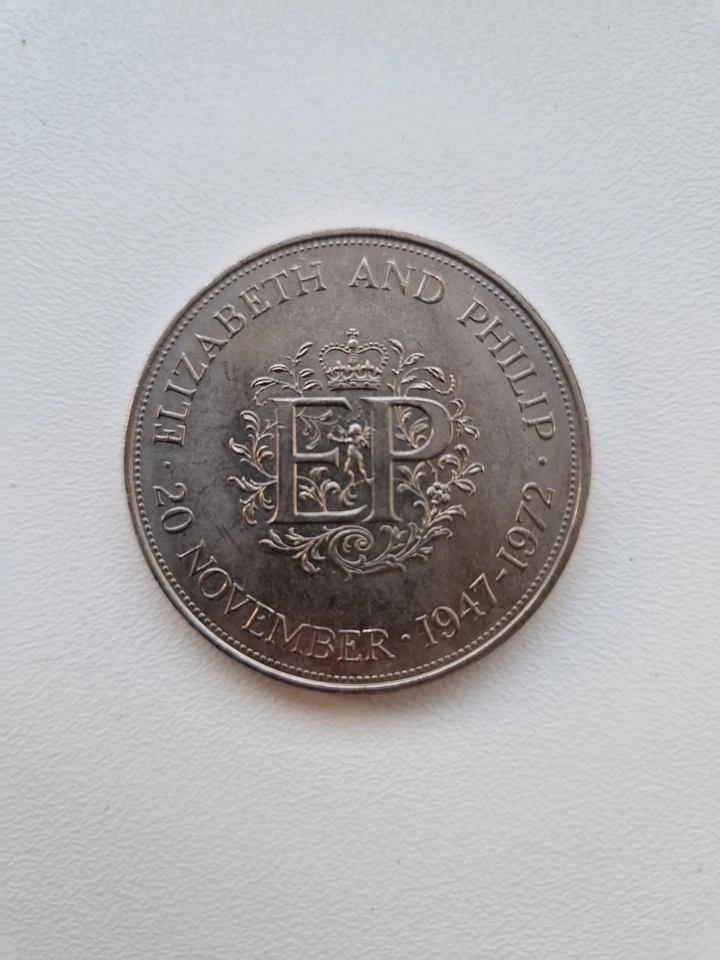 ELIZABETH AND PHILIP
· 20 NOVEMBER · 1947-1972 ·
EP